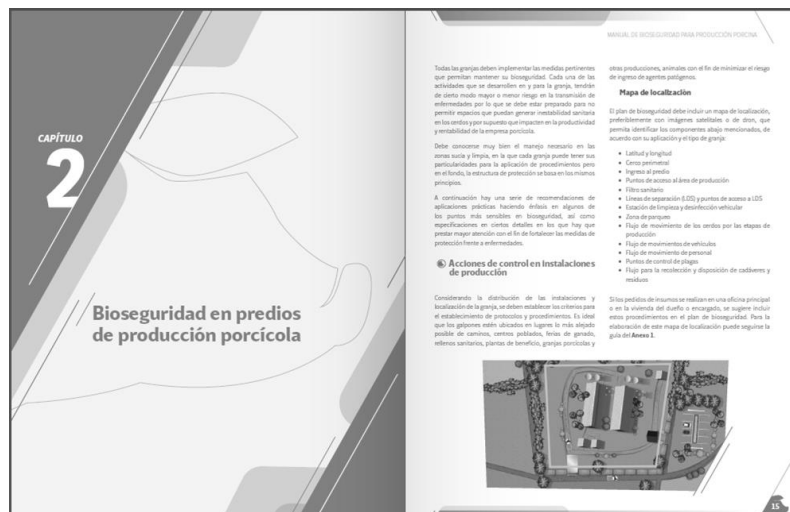 CAPÍTULO
2
Bioseguridad en predios
de producción porcícola
MANUAL DE BIOSEGURIDAD PARA PRODUCCIÓN PORCINA
Todas las granjas deben implementar las medidas pertinentes
que permitan mantener su bioseguridad. Cada una de las
actividades que se desarrollen en y para la granja, tendrán
de cierto modo mayor o menor riesgo en la transmisión de
enfermedades por lo que se debe estar preparado para no
permitir espacios que puedan generar inestabilidad sanitaria
en los cerdos y por supuesto que impacten en la productividad
y rentabilidad de la empresa porcícola.
Debe conocerse muy bien el manejo necesario en las
zonas sucia y limpia, en la que cada granja puede tener sus
particularidades para la aplicación de procedimientos pero
en el fondo, la estructura de protección se basa en los mismos
principios.
A continuación hay una serie de recomendaciones de
aplicaciones prácticas haciendo énfasis en algunos de
los puntos más sensibles en bioseguridad, así como
especificaciones en ciertos detalles en los que hay que
prestar mayor atención con el fin de fortalecer las medidas de
protección frente a enfermedades.
Acciones de control en instalaciones
de producción
Considerando la distribución de las instalaciones y
localización de la granja, se deben establecer los criterios para
el establecimiento de protocolos y procedimientos. Es ideal
que los galpones estén ubicados en lugares lo más alejado
posible de caminos, centros poblados, ferias de ganado,
rellenos sanitarios, plantas de beneficio, granjas porcícolas y
otras producciones, animales con el fin de minimizar el riesgo
de ingreso de agentes patógenos.
Mapa de localización
El plan de bioseguridad debe incluir un mapa de localización,
preferiblemente con imágenes satelitales o de dron, que
permita identificar los componentes abajo mencionados, de
acuerdo con su aplicación y el tipo de granja:
• Latitud y longitud
• Cerco perimetral
• Ingreso al predio
• Puntos de acceso al área de producción
• Filtro sanitario
• Líneas de separación (LDS) y puntos de acceso a LDS
• Estación de limpieza y desinfección vehicular
• Zona de parqueo
• Flujo de movimiento de los cerdos por las etapas de
producción
• Flujo de movimientos de vehículos
• Flujo de movimiento de personal
• Puntos de control de plagas
• Flujo para la recolección y disposición de cadáveres y
residuos
Si los pedidos de insumos se realizan en una oficina principal
o en la vivienda del dueño o encargado, se sugiere incluir
estos procedimientos en el plan de bioseguridad. Para la
elaboración de este mapa de localización puede seguirse la
guía del Anexo 1.
15